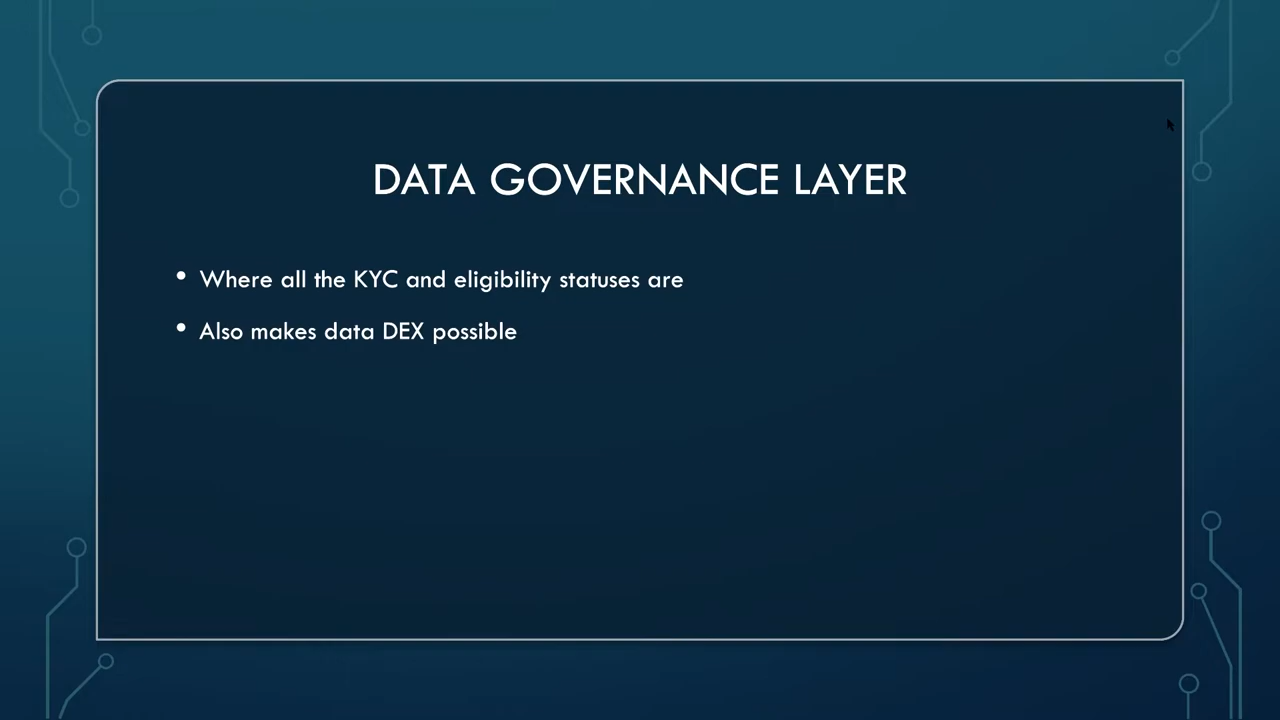 DATA GOVERNANCE LAYER
• Where all the KYC and eligibility statuses are
• Also makes data DEX possible